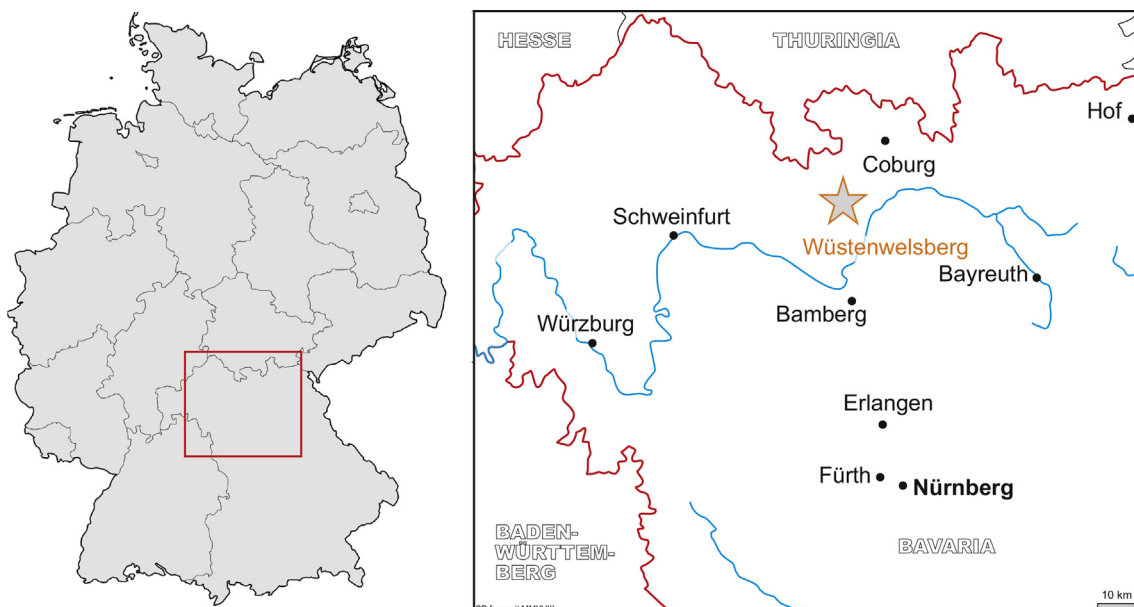 HESSE
THURINGIA
Hof
Coburg
Schweinfurt
Wüstenwelsberg
Bayreuth
Bamberg
Würzburg
Erlangen
Fürth
Nürnberg
BADEN-
WÜRTTEM-
BERG
BAVARIA
10 km